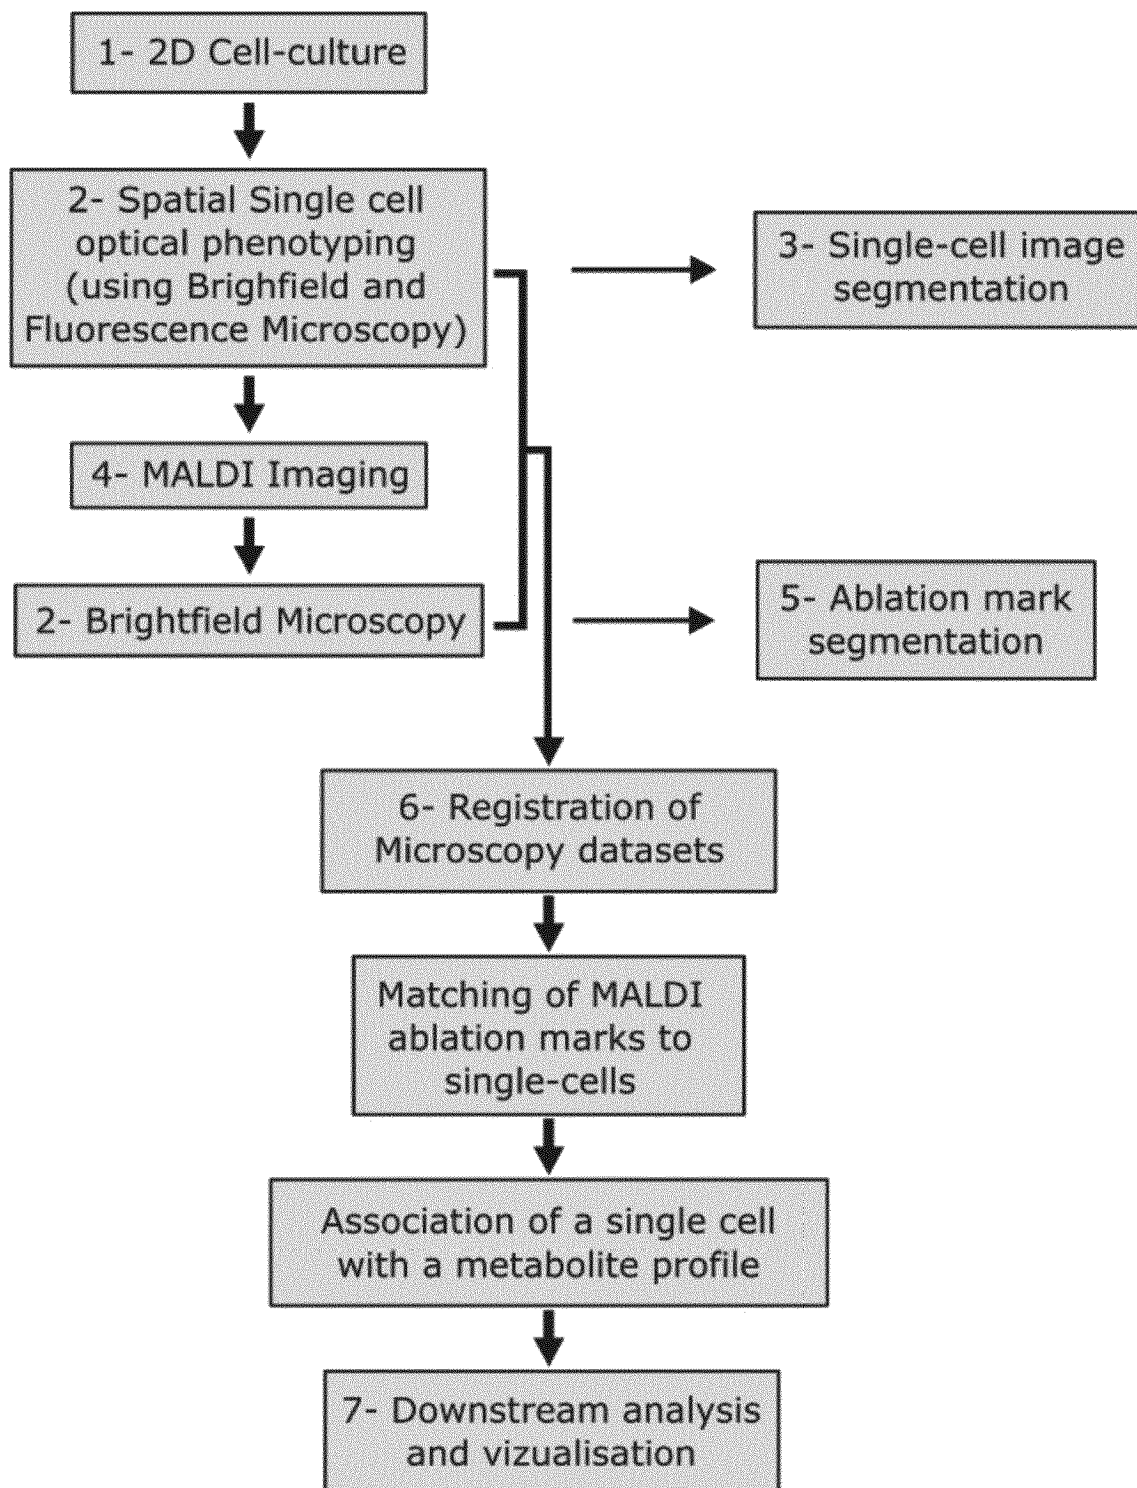 1- 2D Cell-culture
2- Spatial Single cell
optical phenotyping
(using Brighfield and
Fluorescence Microscopy)
3- Single-cell image
segmentation
4- MALDI Imaging
2- Brightfield Microscopy
5- Ablation mark
segmentation
6- Registration of
Microscopy datasets
Matching of MALDI
ablation marks to
single-cells
Association of a single cell
with a metabolite profile
7- Downstream analysis
and vizualisation